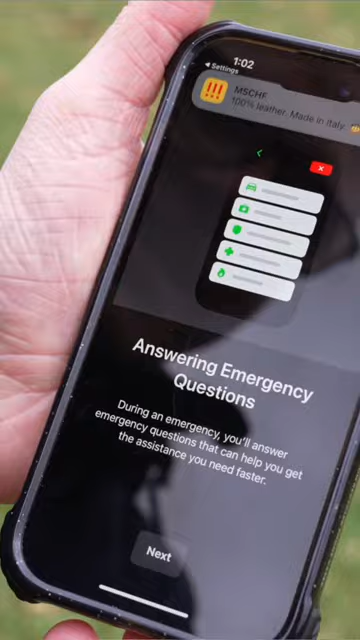 1:02
◀ Settings
MSCHF
100% leather. Made in Italy.
Answering Emergency
Questions
During an emergency, you'll answer
emergency questions that can help you get
the assistance you need faster.
Next